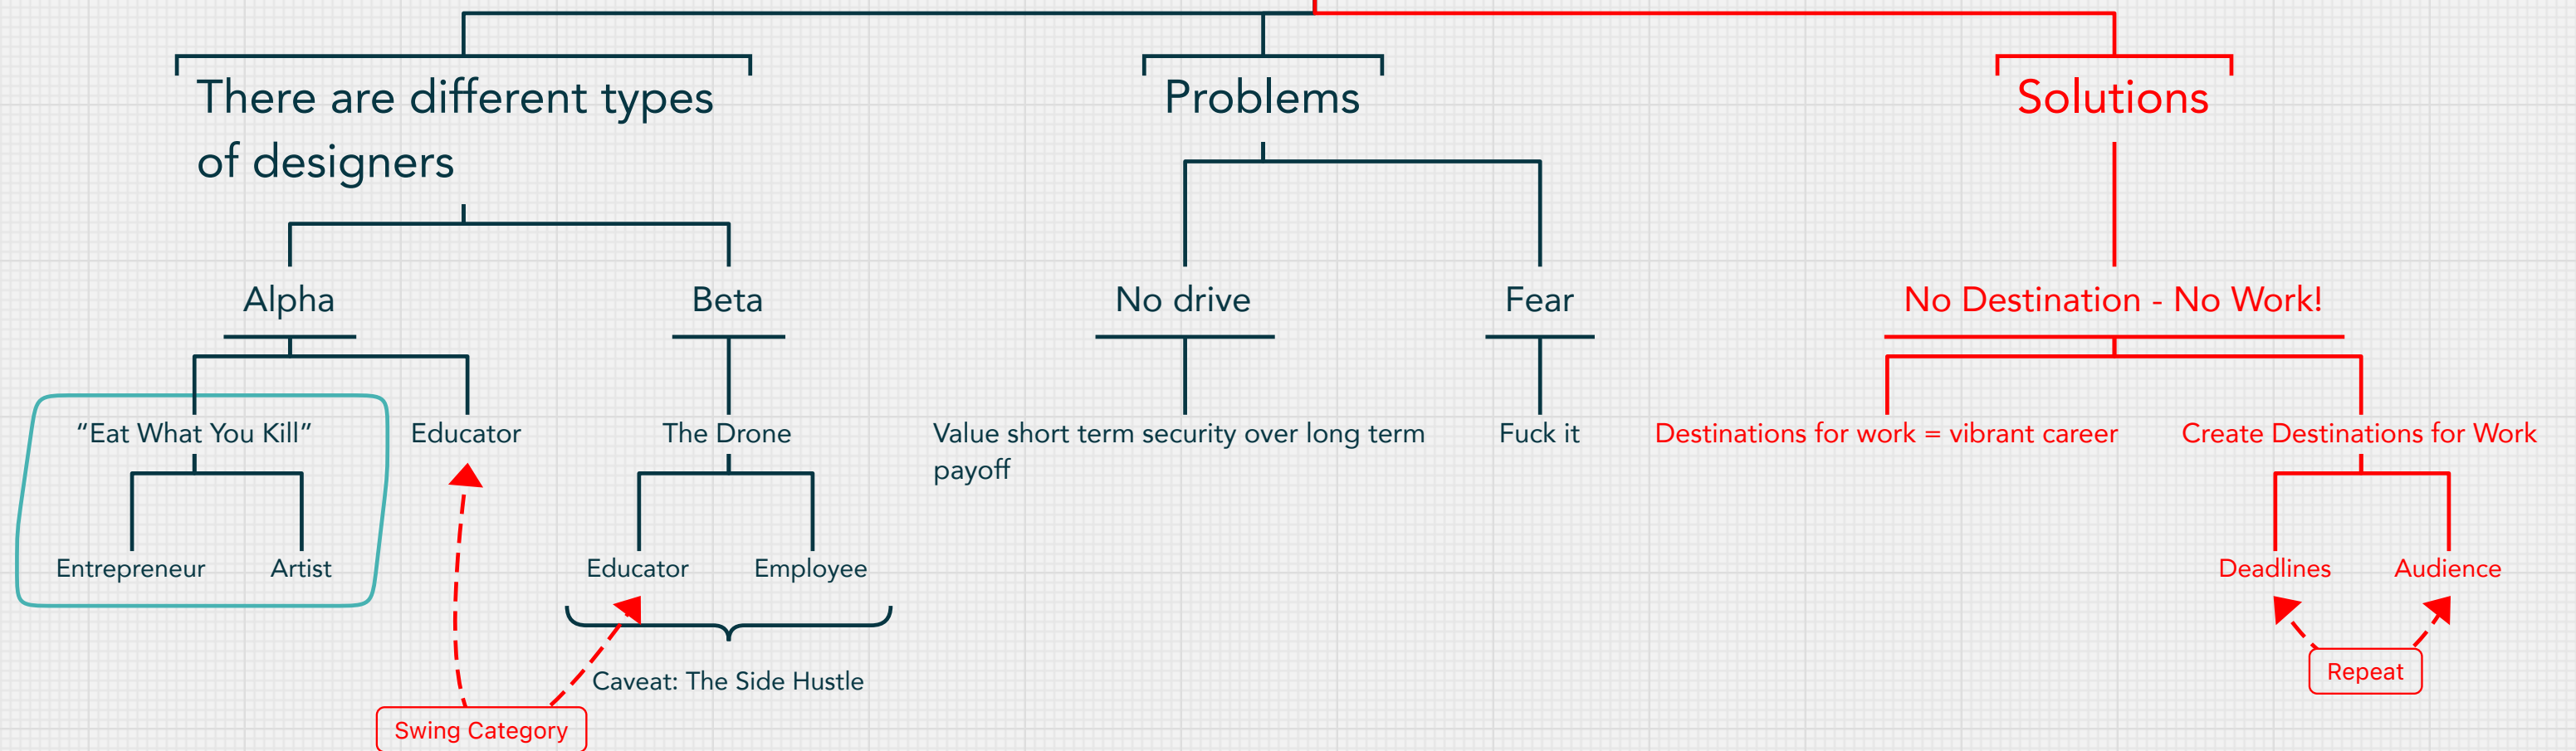 There are different types
of designers
Problems
Solutions
Alpha
Beta
No drive
Fear
No Destination - No Work!
“Eat What You Kill”
Educator
The Drone
Value short term security over long term
payoff
Fuck it
Destinations for work = vibrant career
Create Destinations for Work
Entrepreneur
Artist
Educator
Employee
Deadlines
Audience
Caveat: The Side Hustle
Repeat
Swing Category